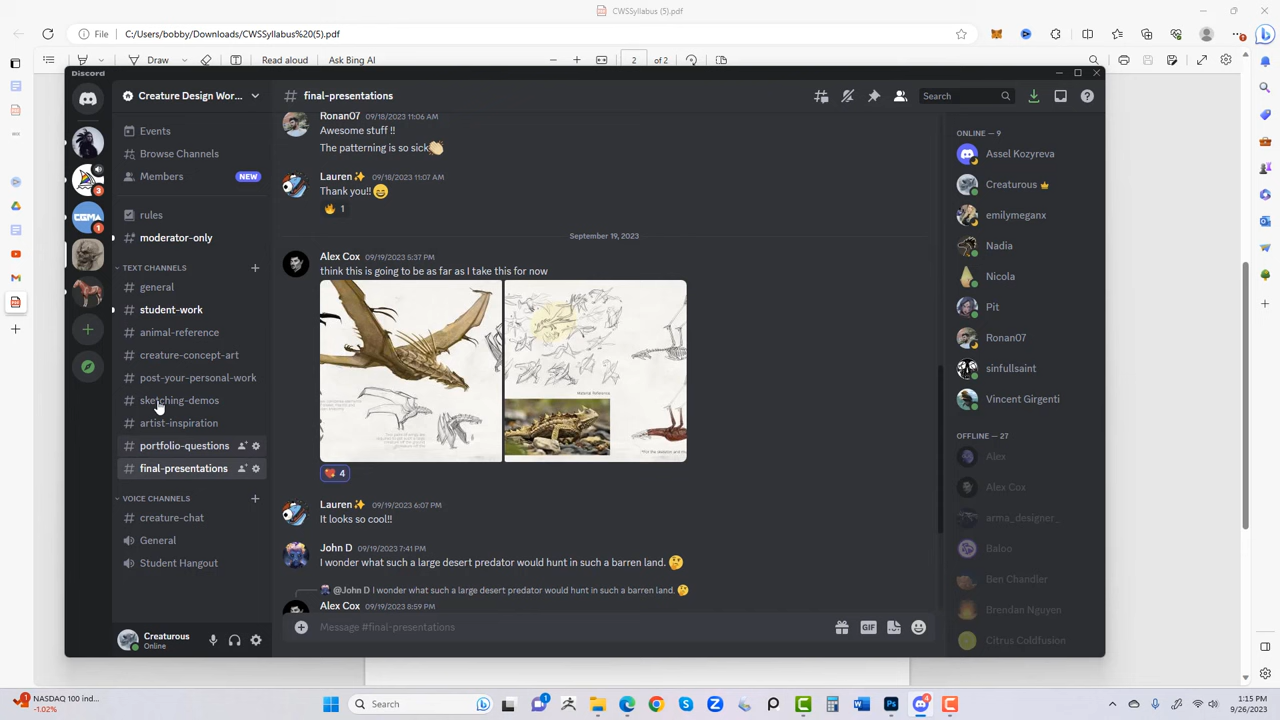 CWSSyllabus (5).pdf
File
C:/Users/bobby/Downloads/CWSSyllabus%20(5).pdf
Draw
Read aloud
Ask Bing AI
2
of 2
Discord
Creature Design Wor...
final-presentations
Search
Events
Browse Channels
Members
NEW
rules
moderator-only
TEXT CHANNELS
general
student-work
animal-reference
creature-concept-art
post-your-personal-work
sketching-demos
artist-inspiration
portfolio-questions
final-presentations
VOICE CHANNELS
creature-chat
General
Student Hangout
Creaturous
Online
3
CGMA
1
Ronan07 09/18/2023 11:06 AM
Awesome stuff !!
The patterning is so sick👏
Lauren✨ 09/18/2023 11:07 AM
Thank you!!😄
🔥 1
September 19, 2023
Alex Cox 09/19/2023 5:37 PM
think this is going to be as far as I take this for now
Natural Reference
4
Lauren✨ 09/19/2023 6:07 PM
It looks so cool!!
John D 09/19/2023 7:41 PM
I wonder what such a large desert predator would hunt in such a barren land. 🤔
@John D I wonder what such a large desert predator would hunt in such a barren land. 🤔
Alex Cox 09/19/2023 8:59 PM
Message #final-presentations
ONLINE — 9
Assel Kozyreva
Creaturous
emilymeganx
Nadia
Nicola
Pit
Ronan07
sinfullsaint
Vincent Girgenti
OFFLINE — 27
Alex
Alex Cox
arma_designer_
Baloo
Ben Chandler
Brendan Nguyen
Citrus Coldfusion
1
NASDAQ 100 ind...
-1.02%
Search
1
4
1:15 PM
9/26/2023